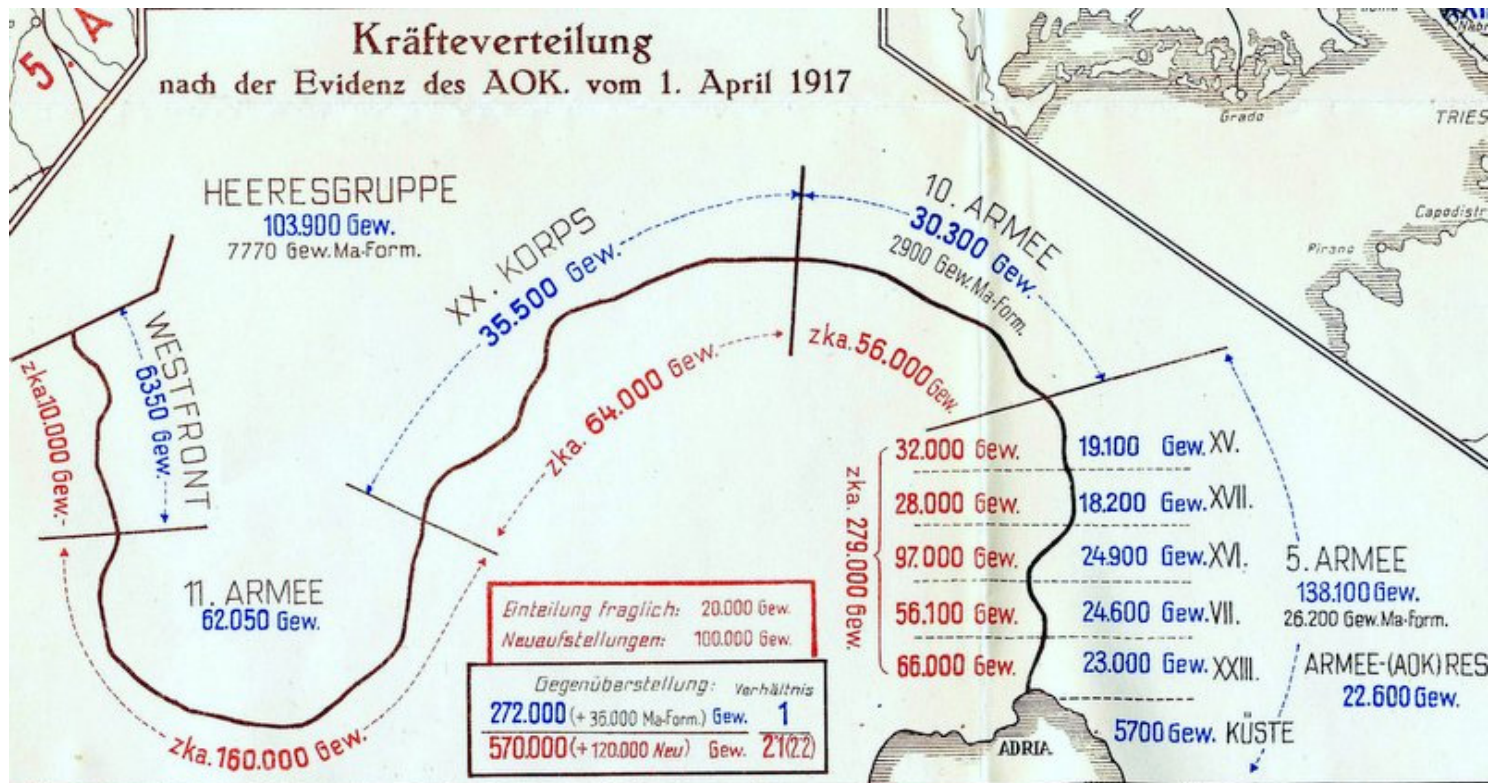 Kräfteverteilung
nach der Evidenz des AOK. vom 1. April 1917
5. A
Grado
TRIES
Capodistr
Pirano
HEERESGRUPPE
103.900 Gew.
7770 Gew.Ma-Form.
XX. KORPS
35.500 Gew.
10. ARMEE
30.300 Gew.
2900 Gew.Ma-Form.
WESTFRONT
6350 Gew.
zka.10.000 Gew.-
zka. 64.000 Gew.
zka. 56.000 Gew.
11. ARMEE
62.050 Gew.
zka. 160.000 Gew.
zka. 279.000 Gew.
32.000 Gew. 19.100 Gew. XV.
28.000 Gew. 18.200 Gew. XVII.
97.000 Gew. 24.900 Gew. XVI.
56.100 Gew. 24.600 Gew. VII.
66.000 Gew. 23.000 Gew. XXIII.
5700 Gew. KÜSTE
ADRIA
5. ARMEE
138.100 Gew.
26.200 Gew.Ma-Form.
ARMEE-(AOK)RES
22.600 Gew.
Einteilung fraglich: 20.000 Gew.
Neuaufstellungen: 100.000 Gew.
Gegenüberstellung: Verhältnis
272.000 (+ 36.000 Ma-Form.) Gew. 1
570.000 (+ 120.000 Neu) Gew. 2'1(2'2)